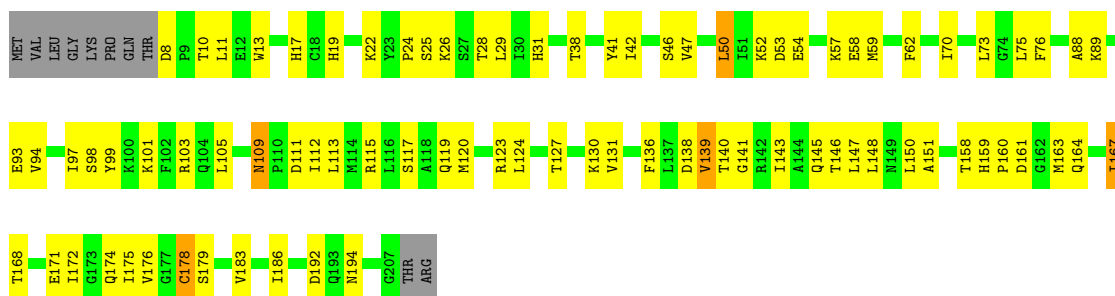 MET VAL LEU GLY LYS PRO GLN THR D8 P9 T10 L11 E12 W13 H17 C18 H19 K22 Y23 P24 S25 K26 S27 T28 L29 I30 H31 T38 Y41 I42 S46 V47 L50 I51 K52 D53 E54 K57 E58 M59 F62 I70 L73 G74 L75 F76 A88 K89
E93 V94 I97 S98 Y99 K100 K101 F102 R103 Q104 L105 N109 P110 D111 I112 L113 M114 R115 L116 S117 A118 Q119 M120 R123 L124 T127 K130 V131 F136 L137 D138 V139 T140 G141 R142 I143 A144 Q145 T146 L147 L148 N149 L150 A151 T158 H159 P160 D161 G162 M163 Q164 I167
T168 E171 I172 G173 Q174 I175 V176 G177 C178 S179 V183 I186 D192 Q193 N194 G207 THR ARG